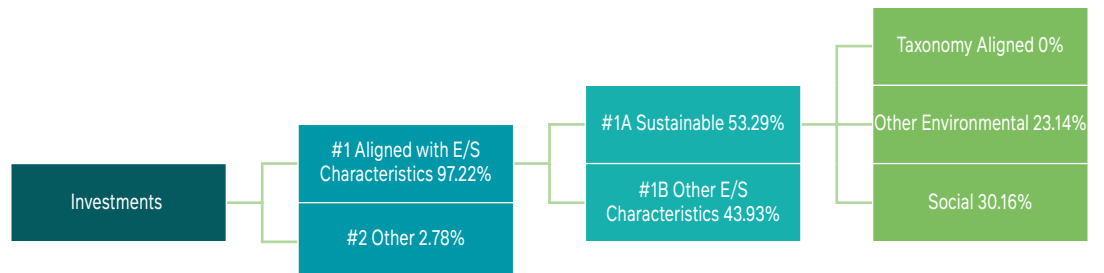 Investments
#1 Aligned with E/S
Characteristics 97.22%
#2 Other 2.78%
#1A Sustainable 53.29%
#1B Other E/S
Characteristics 43.93%
Taxonomy Aligned 0%
Other Environmental 23.14%
Social 30.16%